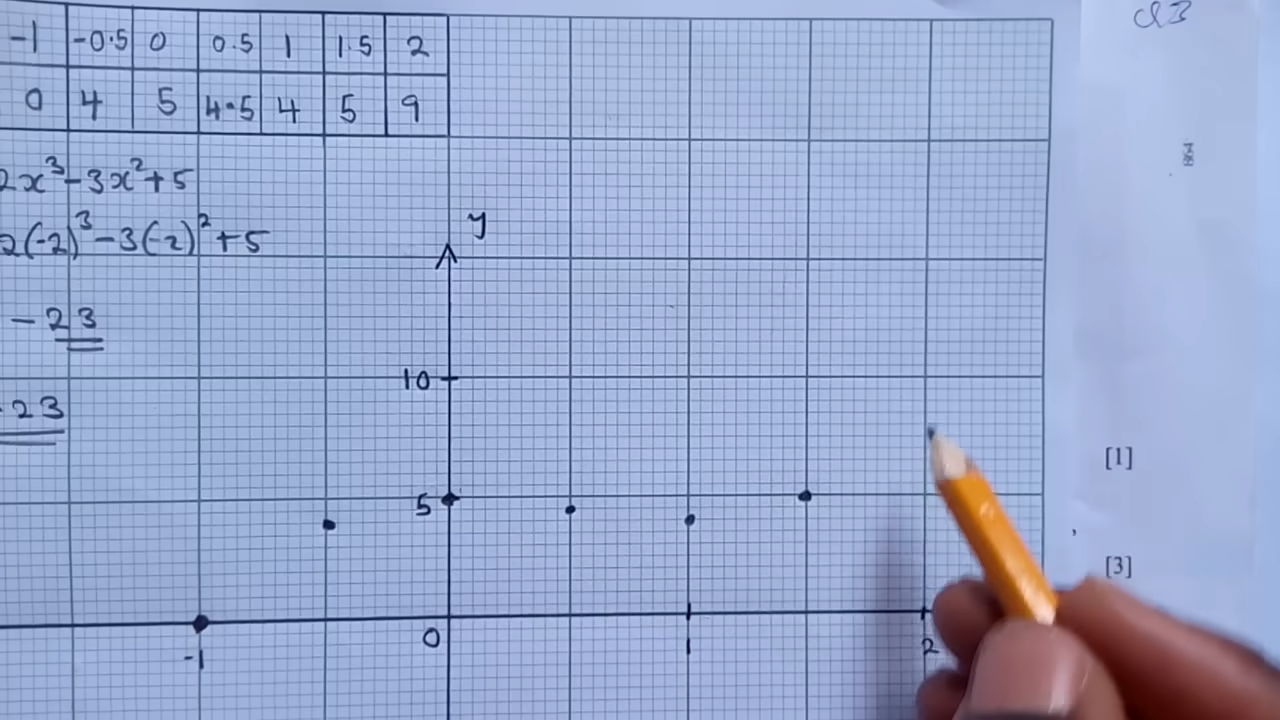 Q3
-1 -0.5 0 0.5 1 1.5 2
0 4 5 4.5 4 5 9
2x³-3x²+5
2(-2)³-3(-2)²+5
-23
-23
y
10
5
[1]
[3]
-1 0 1 2